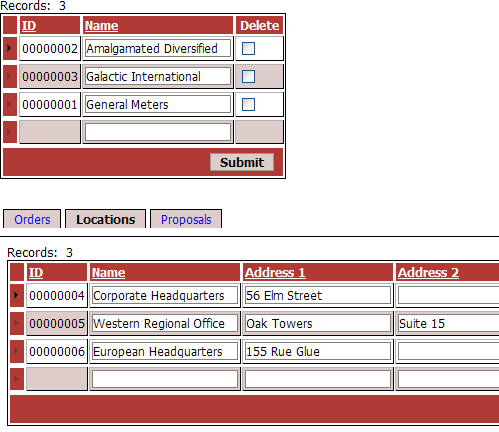 Records: 3
ID Name Delete
00000002 Amalgamated Diversified
00000003 Galactic International
00000001 General Meters
Submit
Orders Locations Proposals
Records: 3
ID Name Address 1 Address 2
00000004 Corporate Headquarters 56 Elm Street
00000005 Western Regional Office Oak Towers Suite 15
00000006 European Headquarters 155 Rue Glue